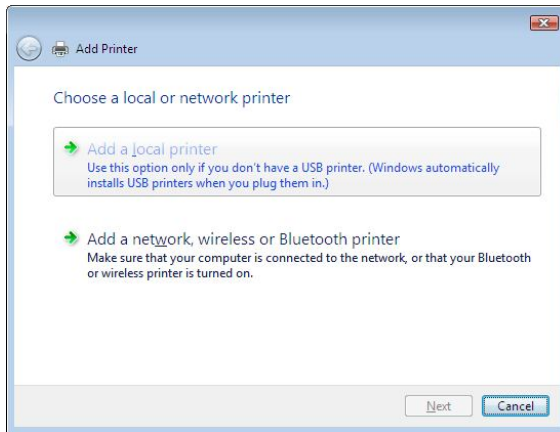 Add Printer
Choose a local or network printer
Add a local printer
Use this option only if you don't have a USB printer. (Windows automatically
installs USB printers when you plug them in.)
Add a network, wireless or Bluetooth printer
Make sure that your computer is connected to the network, or that your Bluetooth
or wireless printer is turned on.
Next
Cancel